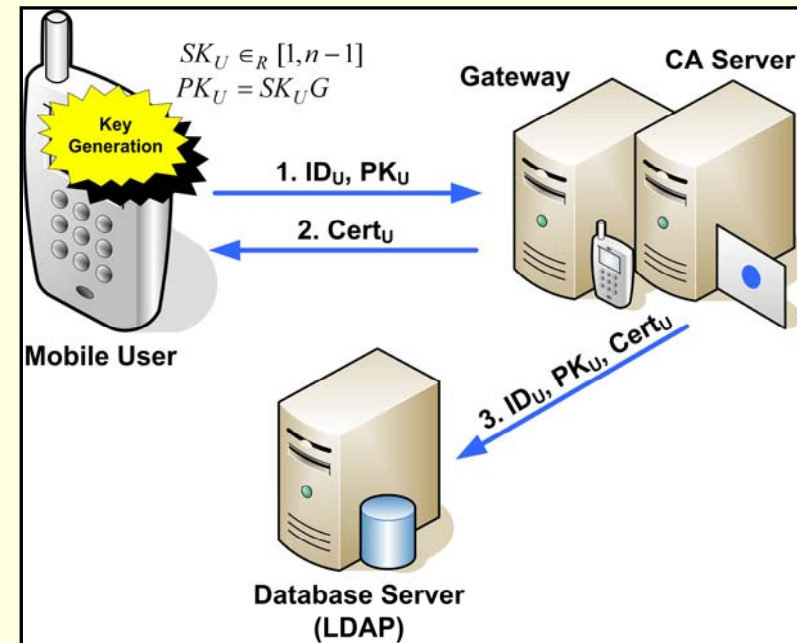 SK_U ∈_R [1, n−1]
PK_U = SK_U G
Gateway
CA Server
Key
Generation
1. ID_U, PK_U
2. Cert_U
Mobile User
3. ID_U, PK_U, Cert_U
Database Server
(LDAP)